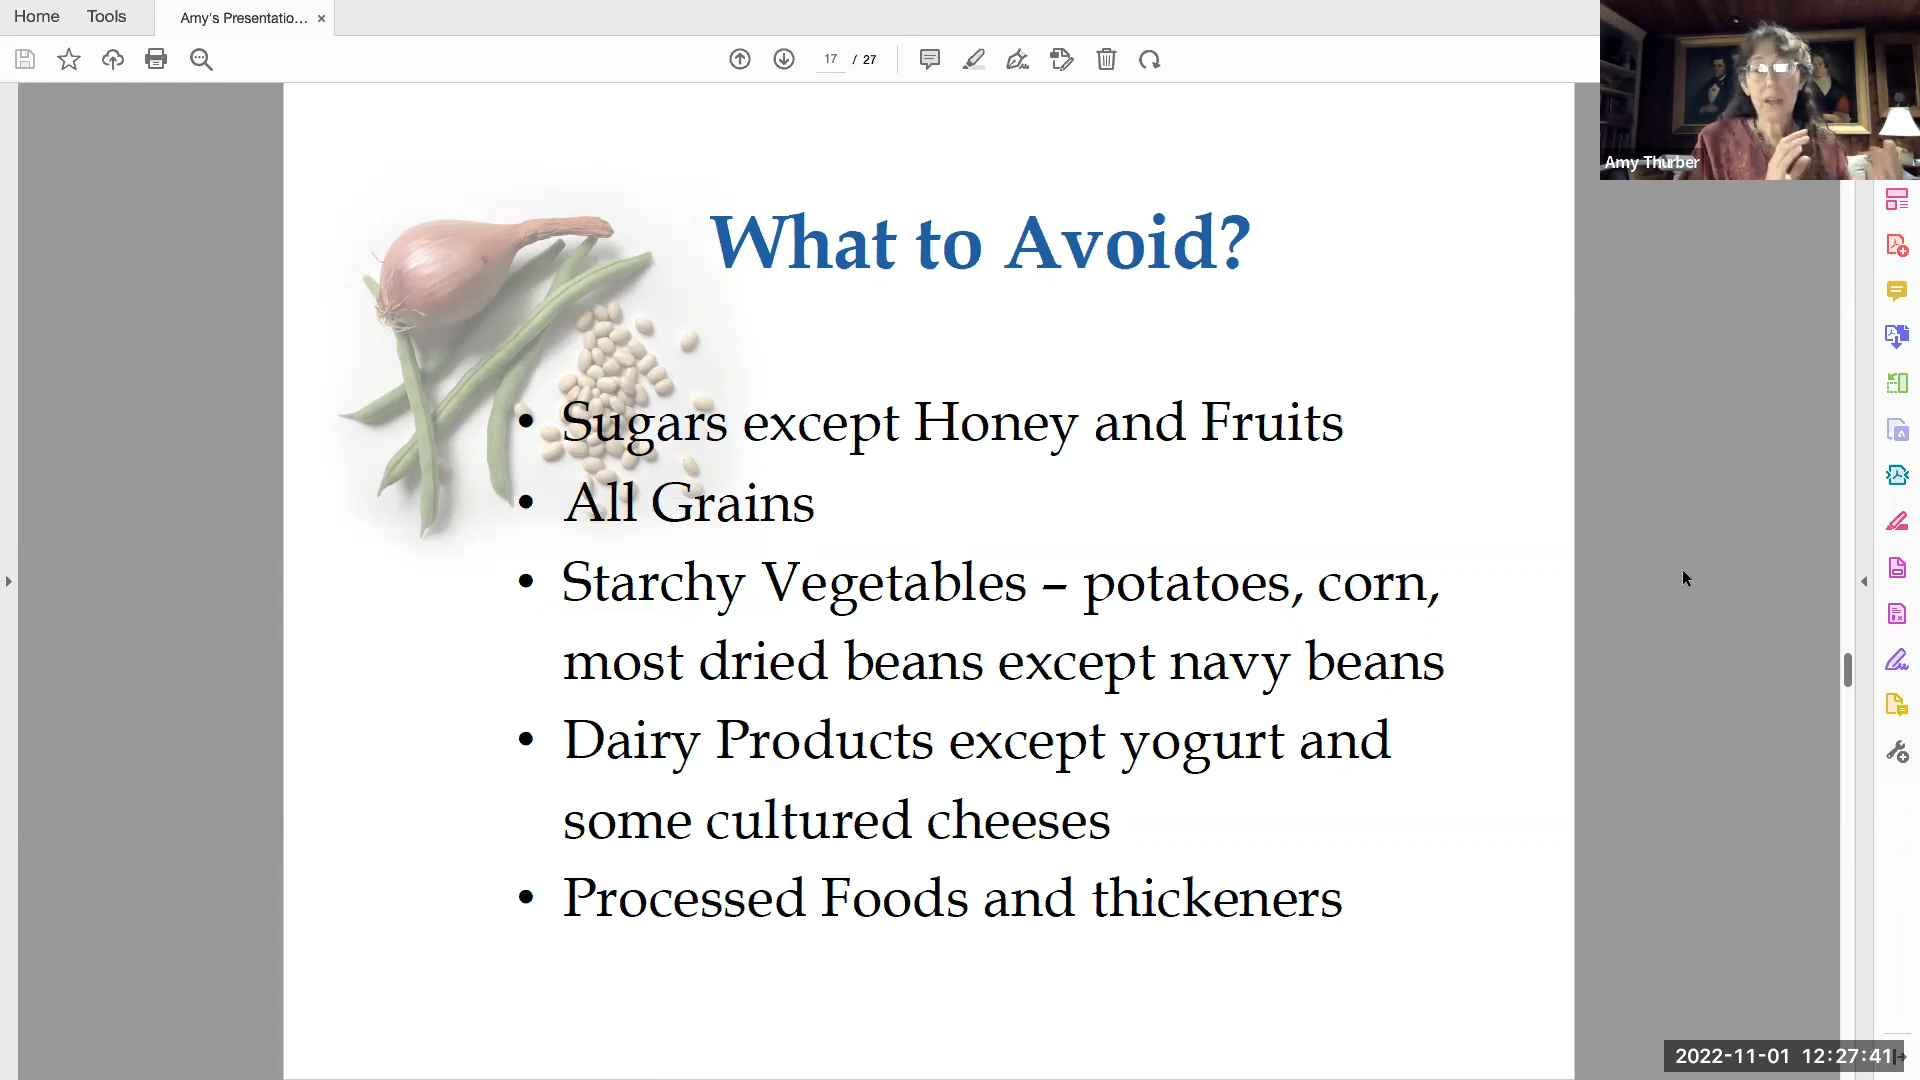 Home Tools Amy's Presentatio... ×
17 / 27
Amy Thurber
What to Avoid?
• Sugars except Honey and Fruits
• All Grains
• Starchy Vegetables – potatoes, corn,
most dried beans except navy beans
• Dairy Products except yogurt and
some cultured cheeses
• Processed Foods and thickeners
2022-11-01 12:27:41